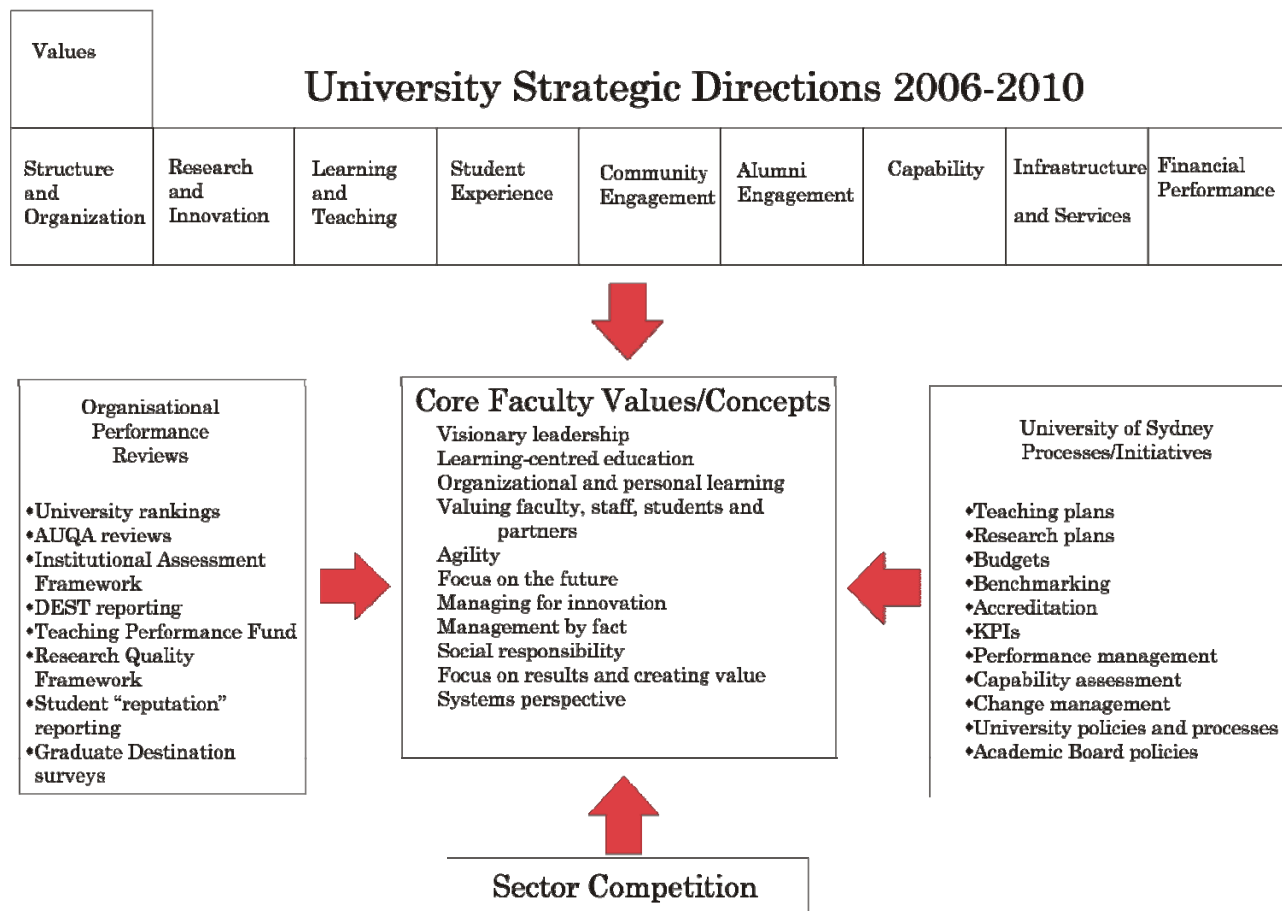 Values
University Strategic Directions 2006-2010
Structure
and
Organization
Research
and
Innovation
Learning
and
Teaching
Student
Experience
Community
Engagement
Alumni
Engagement
Capability
Infrastructure
and Services
Financial
Performance
Organisational
Performance
Reviews
•University rankings
•AUQA reviews
•Institutional Assessment
Framework
•DEST reporting
•Teaching Performance Fund
•Research Quality
Framework
•Student “reputation”
reporting
•Graduate Destination
surveys
Core Faculty Values/Concepts
Visionary leadership
Learning-centred education
Organizational and personal learning
Valuing faculty, staff, students and
partners
Agility
Focus on the future
Managing for innovation
Management by fact
Social responsibility
Focus on results and creating value
Systems perspective
University of Sydney
Processes/Initiatives
•Teaching plans
•Research plans
•Budgets
•Benchmarking
•Accreditation
•KPIs
•Performance management
•Capability assessment
•Change management
•University policies and processes
•Academic Board policies
Sector Competition